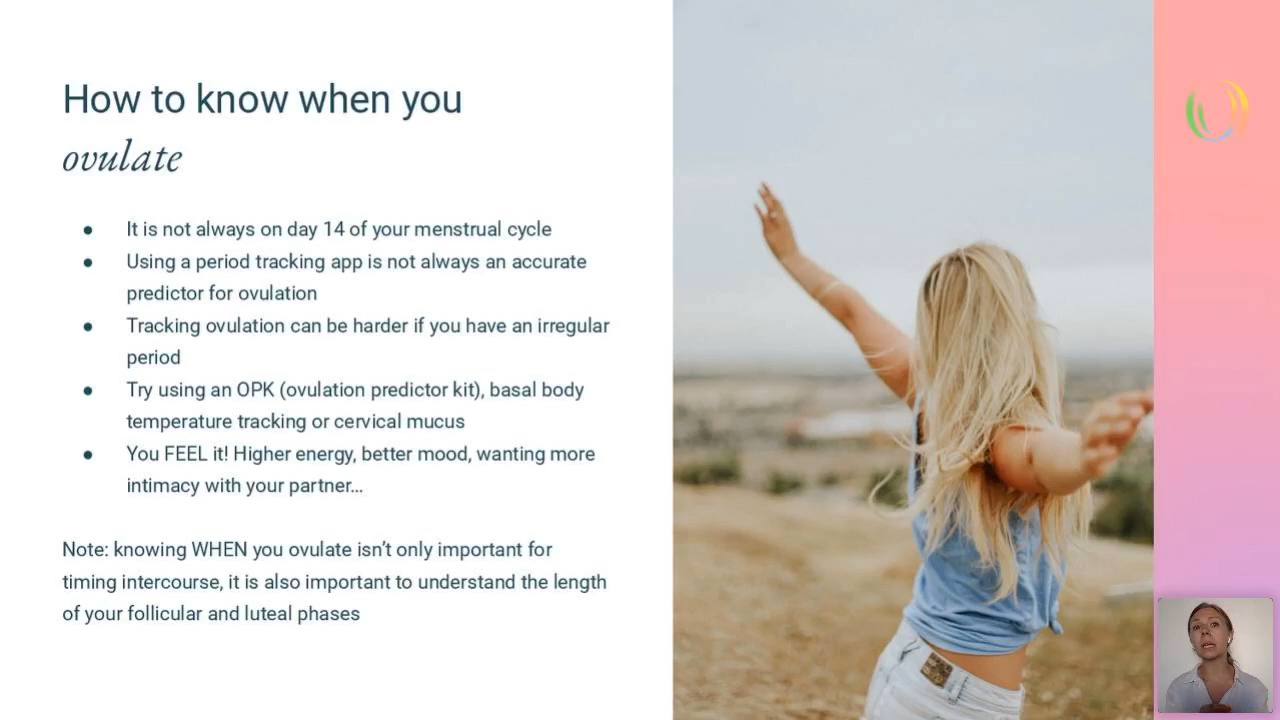 How to know when you
ovulate
● It is not always on day 14 of your menstrual cycle
● Using a period tracking app is not always an accurate
predictor for ovulation
● Tracking ovulation can be harder if you have an irregular
period
● Try using an OPK (ovulation predictor kit), basal body
temperature tracking or cervical mucus
● You FEEL it! Higher energy, better mood, wanting more
intimacy with your partner...
Note: knowing WHEN you ovulate isn’t only important for
timing intercourse, it is also important to understand the length
of your follicular and luteal phases